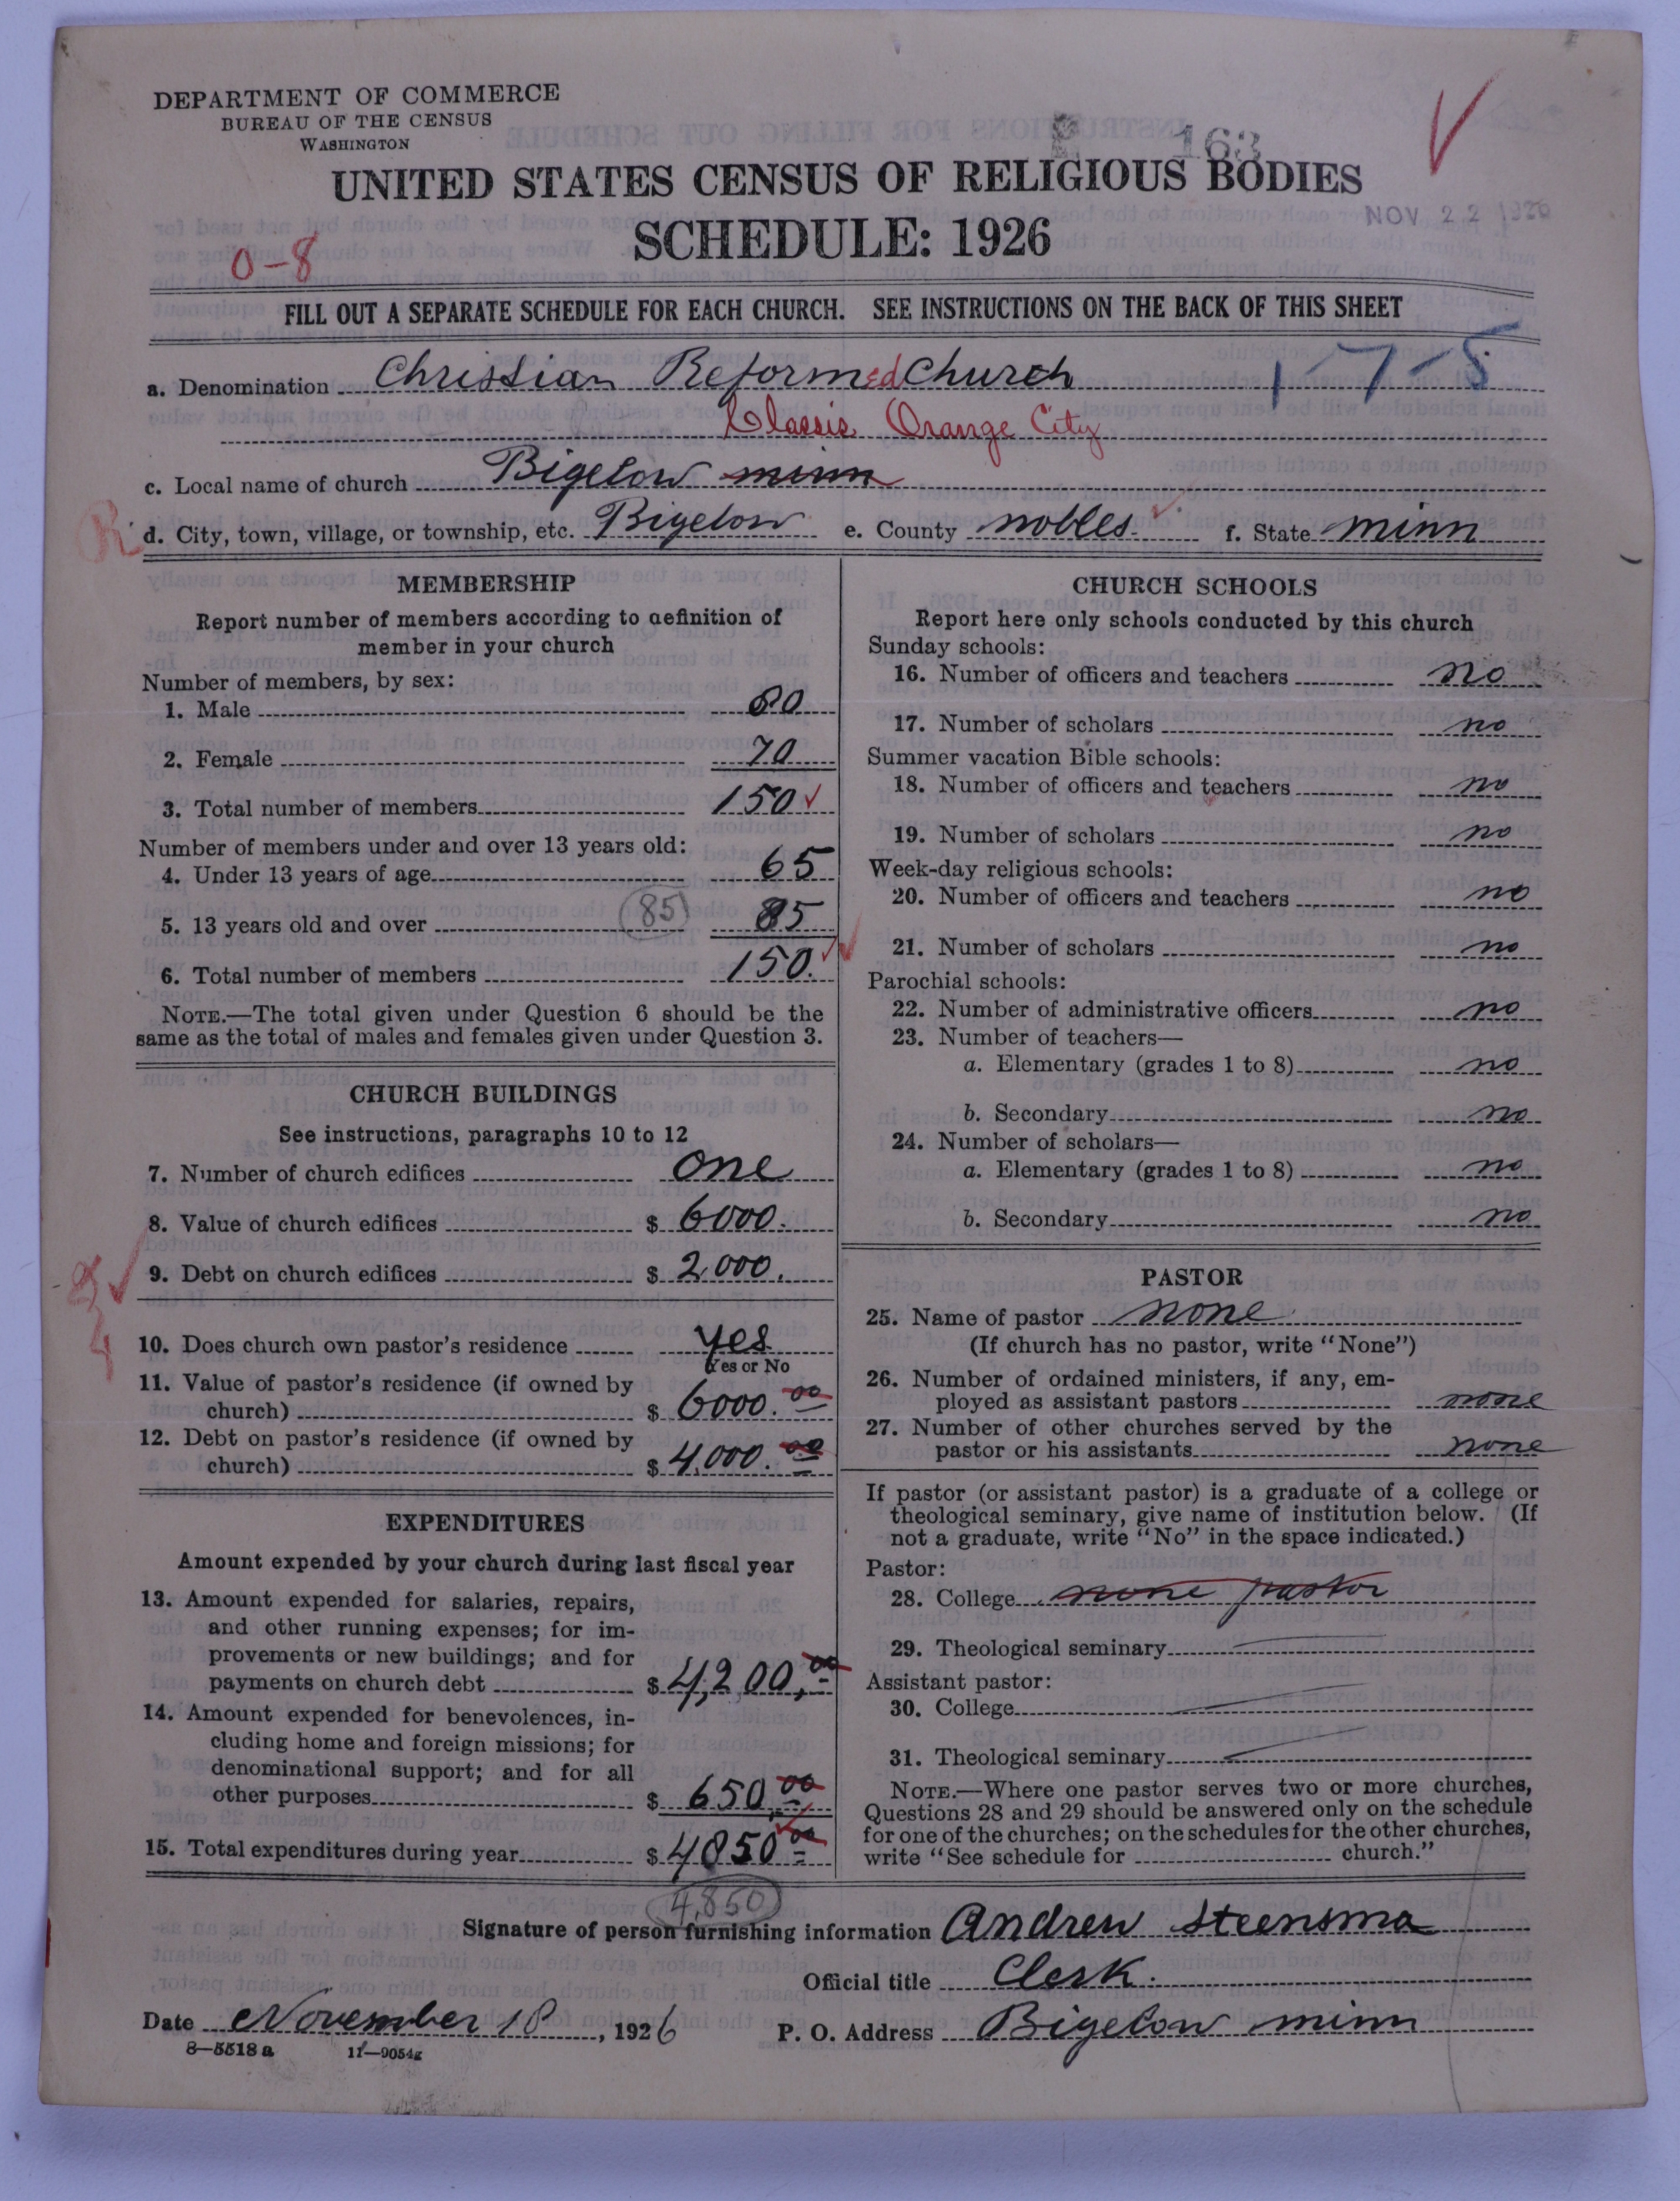 DEPARTMENT OF COMMERCE
BUREAU OF THE CENSUS
WASHINGTON
163
UNITED STATES CENSUS OF RELIGIOUS BODIES
NOV 22 1926
SCHEDULE: 1926
0-8
FILL OUT A SEPARATE SCHEDULE FOR EACH CHURCH. SEE INSTRUCTIONS ON THE BACK OF THIS SHEET
a. Denomination Christian Reformed Church 1-7-5
Classis Orange City
c. Local name of church Bigelow minn
R d. City, town, village, or township, etc. Bigelow e. County nobles. f. State minn
MEMBERSHIP
Report number of members according to definition of
member in your church
Number of members, by sex:
1. Male 80
2. Female 70
3. Total number of members 150
Number of members under and over 13 years old:
4. Under 13 years of age 65
5. 13 years old and over (85) 85
6. Total number of members 150.
NOTE.—The total given under Question 6 should be the
same as the total of males and females given under Question 3.
CHURCH BUILDINGS
See instructions, paragraphs 10 to 12
7. Number of church edifices one
8. Value of church edifices $ 6000.
9. Debt on church edifices $ 2,000.
10. Does church own pastor's residence yes
Yes or No
11. Value of pastor's residence (if owned by
church) $ 6000.00
12. Debt on pastor's residence (if owned by
church) $ 4,000.00
EXPENDITURES
Amount expended by your church during last fiscal year
13. Amount expended for salaries, repairs,
and other running expenses; for im-
provements or new buildings; and for
payments on church debt $ 4,200,00
14. Amount expended for benevolences, in-
cluding home and foreign missions; for
denominational support; and for all
other purposes $ 650,00
15. Total expenditures during year $ 4850 00
4,850
CHURCH SCHOOLS
Report here only schools conducted by this church
Sunday schools:
16. Number of officers and teachers no
17. Number of scholars no
Summer vacation Bible schools:
18. Number of officers and teachers no
19. Number of scholars no
Week-day religious schools:
20. Number of officers and teachers no
21. Number of scholars no
Parochial schools:
22. Number of administrative officers no
23. Number of teachers—
a. Elementary (grades 1 to 8) no
b. Secondary no
24. Number of scholars—
a. Elementary (grades 1 to 8) no
b. Secondary no
PASTOR
25. Name of pastor none
(If church has no pastor, write "None")
26. Number of ordained ministers, if any, em-
ployed as assistant pastors none
27. Number of other churches served by the
pastor or his assistants none
If pastor (or assistant pastor) is a graduate of a college or
theological seminary, give name of institution below. (If
not a graduate, write "No" in the space indicated.)
Pastor:
28. College none pastor
29. Theological seminary
Assistant pastor:
30. College
31. Theological seminary
NOTE.—Where one pastor serves two or more churches,
Questions 28 and 29 should be answered only on the schedule
for one of the churches; on the schedules for the other churches,
write "See schedule for church."
Signature of person furnishing information Andrew Steensma
Official title Clerk.
Date November 18, 1926 P. O. Address Bigelow minn
8—5518 a 11—9054g